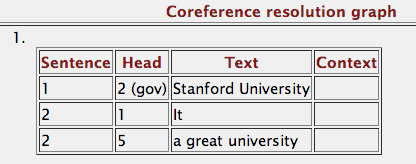 Coreference resolution graph
1.
Sentence Head Text Context
1 2 (gov) Stanford University
2 1 It
2 5 a great university